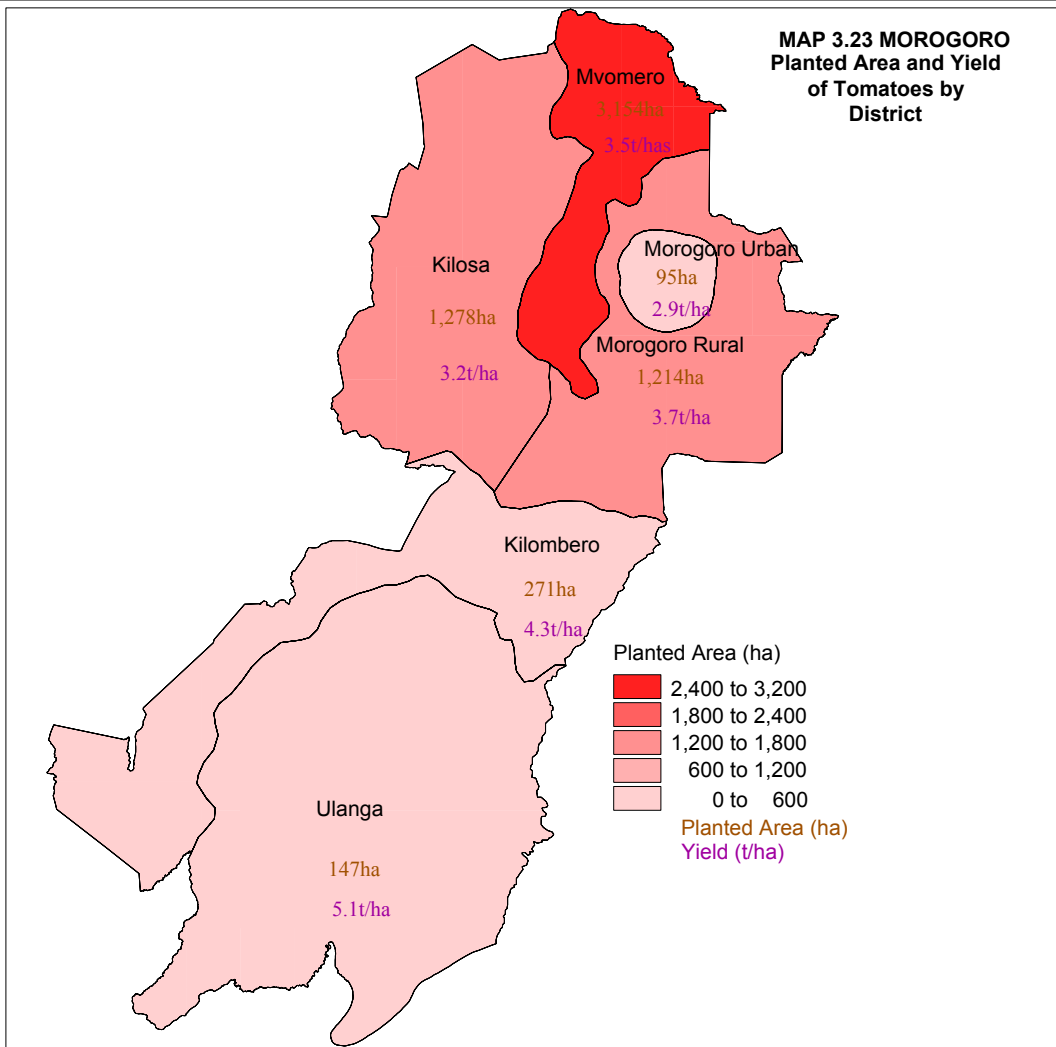 MAP 3.23 MOROGORO
Planted Area and Yield
of Tomatoes by
District
Mvomero
3,154ha
3.5t/has
Morogoro Urban
95ha
2.9t/ha
Kilosa
1,278ha
3.2t/ha
Morogoro Rural
1,214ha
3.7t/ha
Kilombero
271ha
4.3t/ha
Ulanga
147ha
5.1t/ha
Planted Area (ha)
2,400 to 3,200
1,800 to 2,400
1,200 to 1,800
600 to 1,200
0 to 600
Planted Area (ha)
Yield (t/ha)